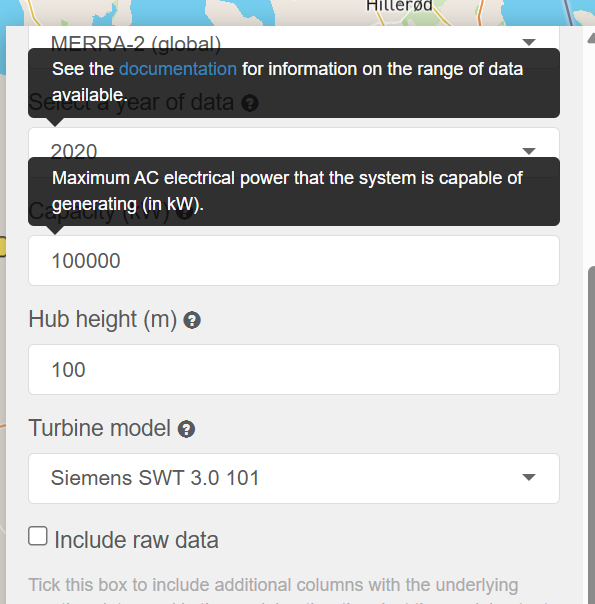 Hillerød
MERRA-2 (global)
See the documentation for information on the range of data
available.
Select a year of data
2020
Maximum AC electrical power that the system is capable of
generating (in kW).
Capacity (kW)
100000
Hub height (m) ?
100
Turbine model ?
Siemens SWT 3.0 101
Include raw data
Tick this box to include additional columns with the underlying